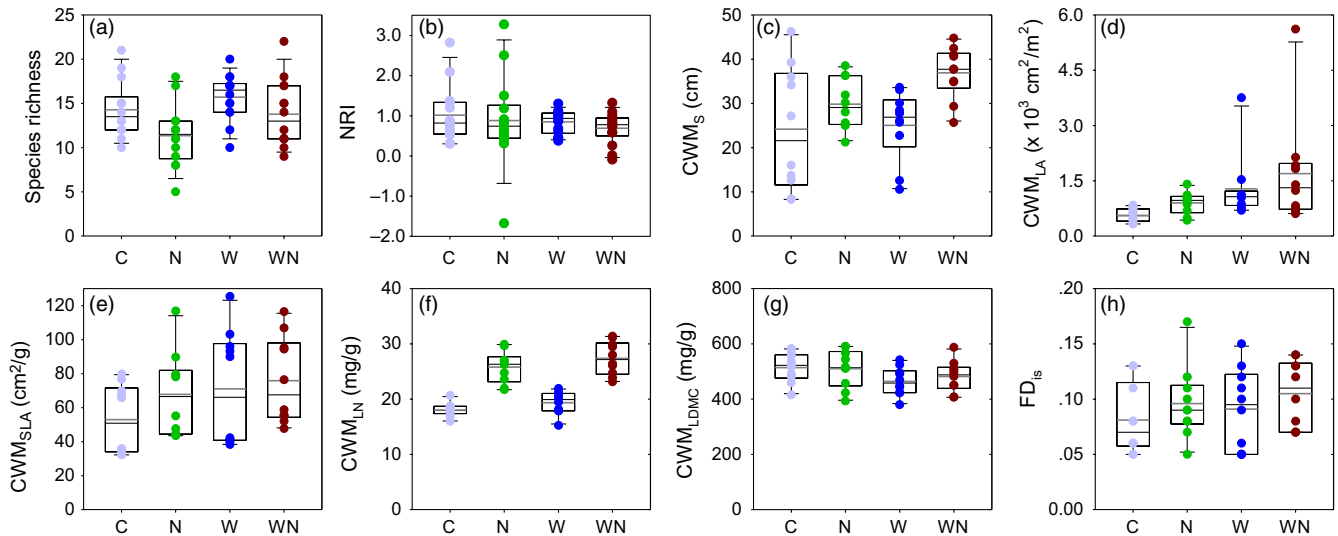 (a)
Species richness
25
20
15
10
5
0
C N W WN
(b)
NRI
3.0
2.0
1.0
0.0
–1.0
–2.0
C N W WN
(c)
CWMS (cm)
50
40
30
20
10
0
C N W WN
(d)
CWMLA (x 10³ cm²/m²)
6.0
4.5
3.0
1.5
0.0
C N W WN
(e)
CWMSLA (cm²/g)
140
120
100
80
60
40
20
0
C N W WN
(f)
CWMLN (mg/g)
40
30
20
10
0
C N W WN
(g)
CWMLDMC (mg/g)
800
600
400
200
0
C N W WN
(h)
FDis
.20
.15
.10
.05
0.00
C N W WN